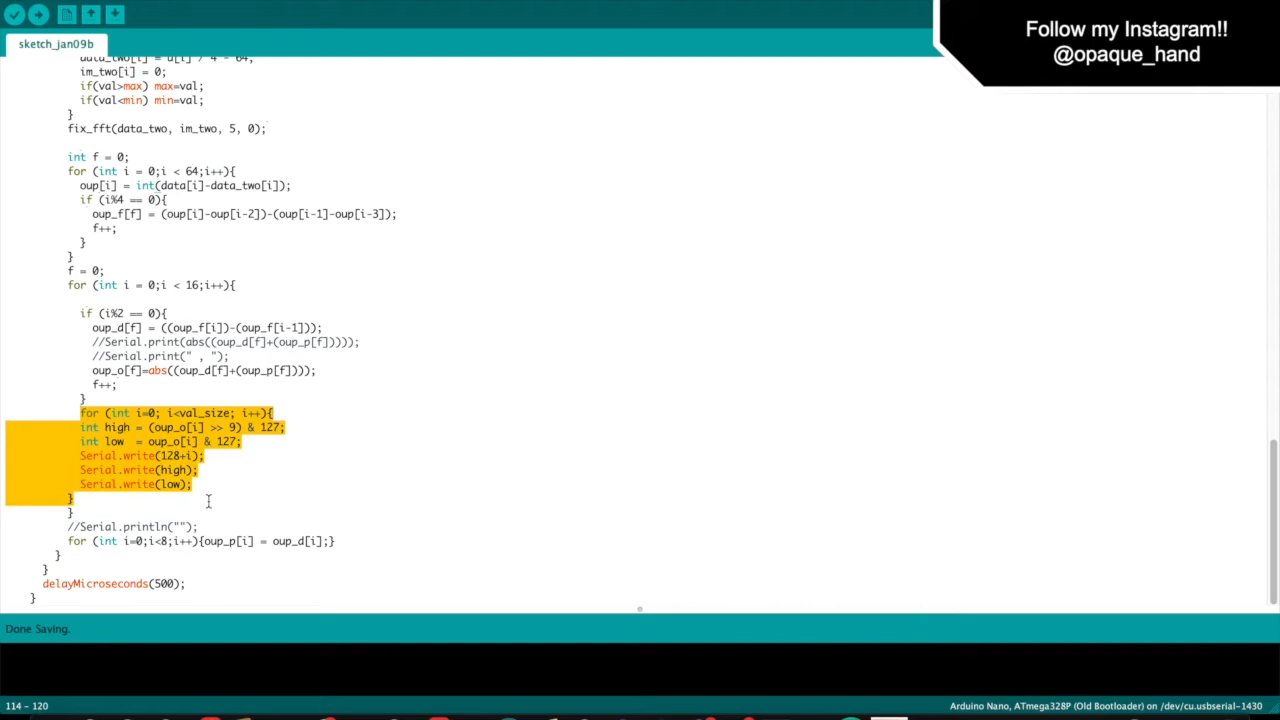 Follow my Instagram!!
@opaque_hand
sketch_jan09b
data_two[i] = u[i] / 4 - 64;
im_two[i] = 0;
if(val>max) max=val;
if(val<min) min=val;
}
fix_fft(data_two, im_two, 5, 0);
int f = 0;
for (int i = 0;i < 64;i++){
oup[i] = int(data[i]-data_two[i]);
if (i%4 == 0){
oup_f[f] = (oup[i]-oup[i-2])-(oup[i-1]-oup[i-3]);
f++;
}
}
f = 0;
for (int i = 0;i < 16;i++){
if (i%2 == 0){
oup_d[f] = ((oup_f[i])-(oup_f[i-1]));
//Serial.print(abs((oup_d[f]+(oup_p[f]))));
//Serial.print(" , ");
oup_o[f]=abs((oup_d[f]+(oup_p[f])));
f++;
}
for (int i=0; i<val_size; i++){
int high = (oup_o[i] >> 9) & 127;
int low  = oup_o[i] & 127;
Serial.write(128+i);
Serial.write(high);
Serial.write(low);
}
}
//Serial.println("");
for (int i=0;i<8;i++){oup_p[i] = oup_d[i];}
}
}
delayMicroseconds(500);
}
Done Saving.
114 - 120
Arduino Nano, ATmega328P (Old Bootloader) on /dev/cu.usbserial-1430